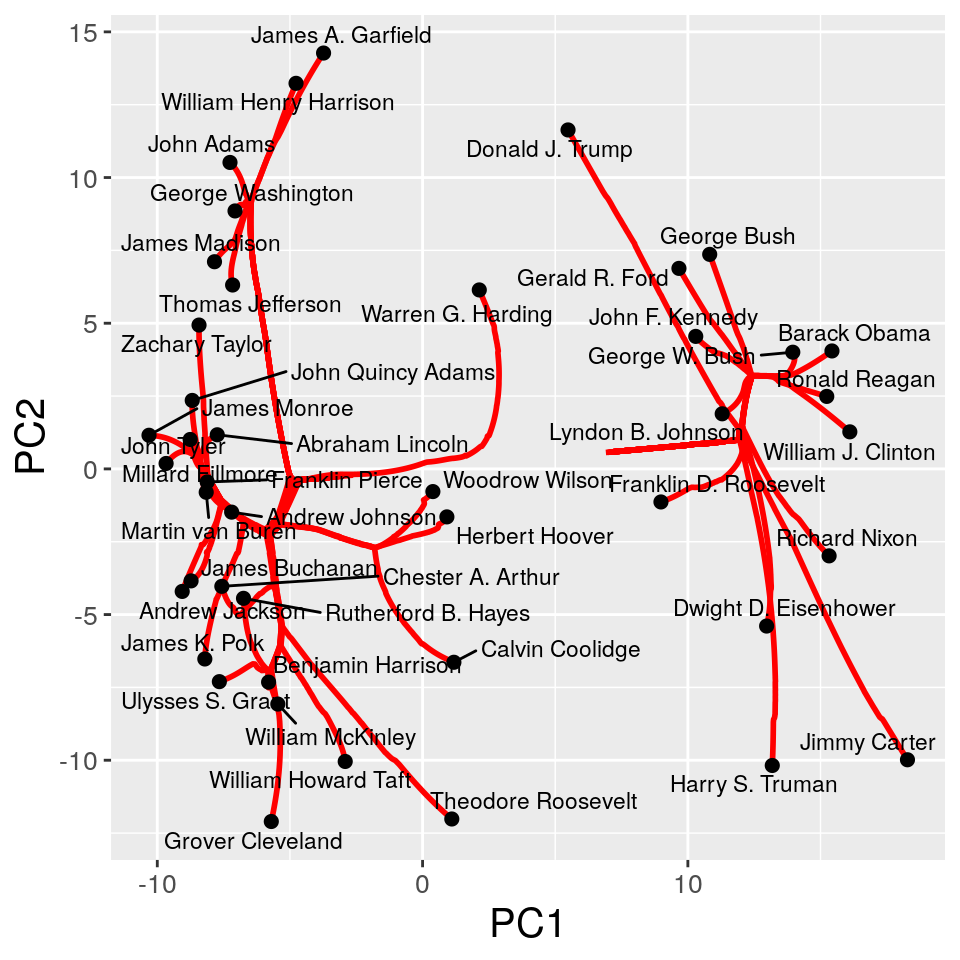 15
10
5
0
-5
-10
PC2
James A. Garfield
William Henry Harrison
Donald J. Trump
John Adams
George Washington
George Bush
James Madison
Gerald R. Ford
Thomas Jefferson
Warren G. Harding
John F. Kennedy
Barack Obama
Zachary Taylor
George W. Bush
John Quincy Adams
Ronald Reagan
James Monroe
Lyndon B. Johnson
John Tyler
Abraham Lincoln
William J. Clinton
Millard Fillmore
Franklin Pierce
Woodrow Wilson
Franklin D. Roosevelt
Andrew Johnson
Martin van Buren
Herbert Hoover
Richard Nixon
James Buchanan
Chester A. Arthur
Andrew Jackson
Rutherford B. Hayes
Dwight D. Eisenhower
James K. Polk
Calvin Coolidge
Benjamin Harrison
Ulysses S. Grant
William McKinley
Jimmy Carter
William Howard Taft
Harry S. Truman
Theodore Roosevelt
Grover Cleveland
-10
0
10
PC1